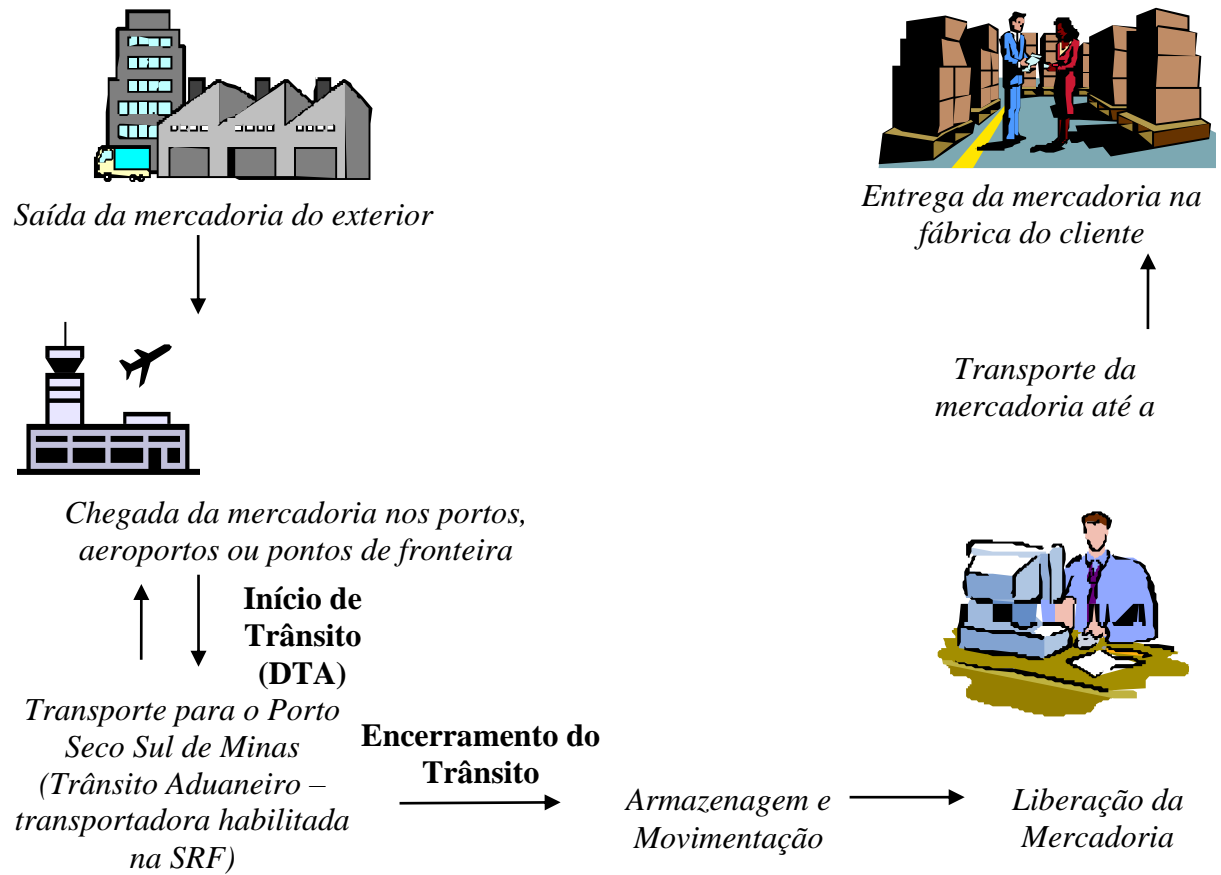 Saída da mercadoria do exterior
Chegada da mercadoria nos portos,
aeroportos ou pontos de fronteira
Início de
Trânsito
(DTA)
Transporte para o Porto
Seco Sul de Minas
(Trânsito Aduaneiro –
transportadora habilitada
na SRF)
Encerramento do
Trânsito
Armazenagem e
Movimentação
Liberação da
Mercadoria
Transporte da
mercadoria até a
Entrega da mercadoria na
fábrica do cliente